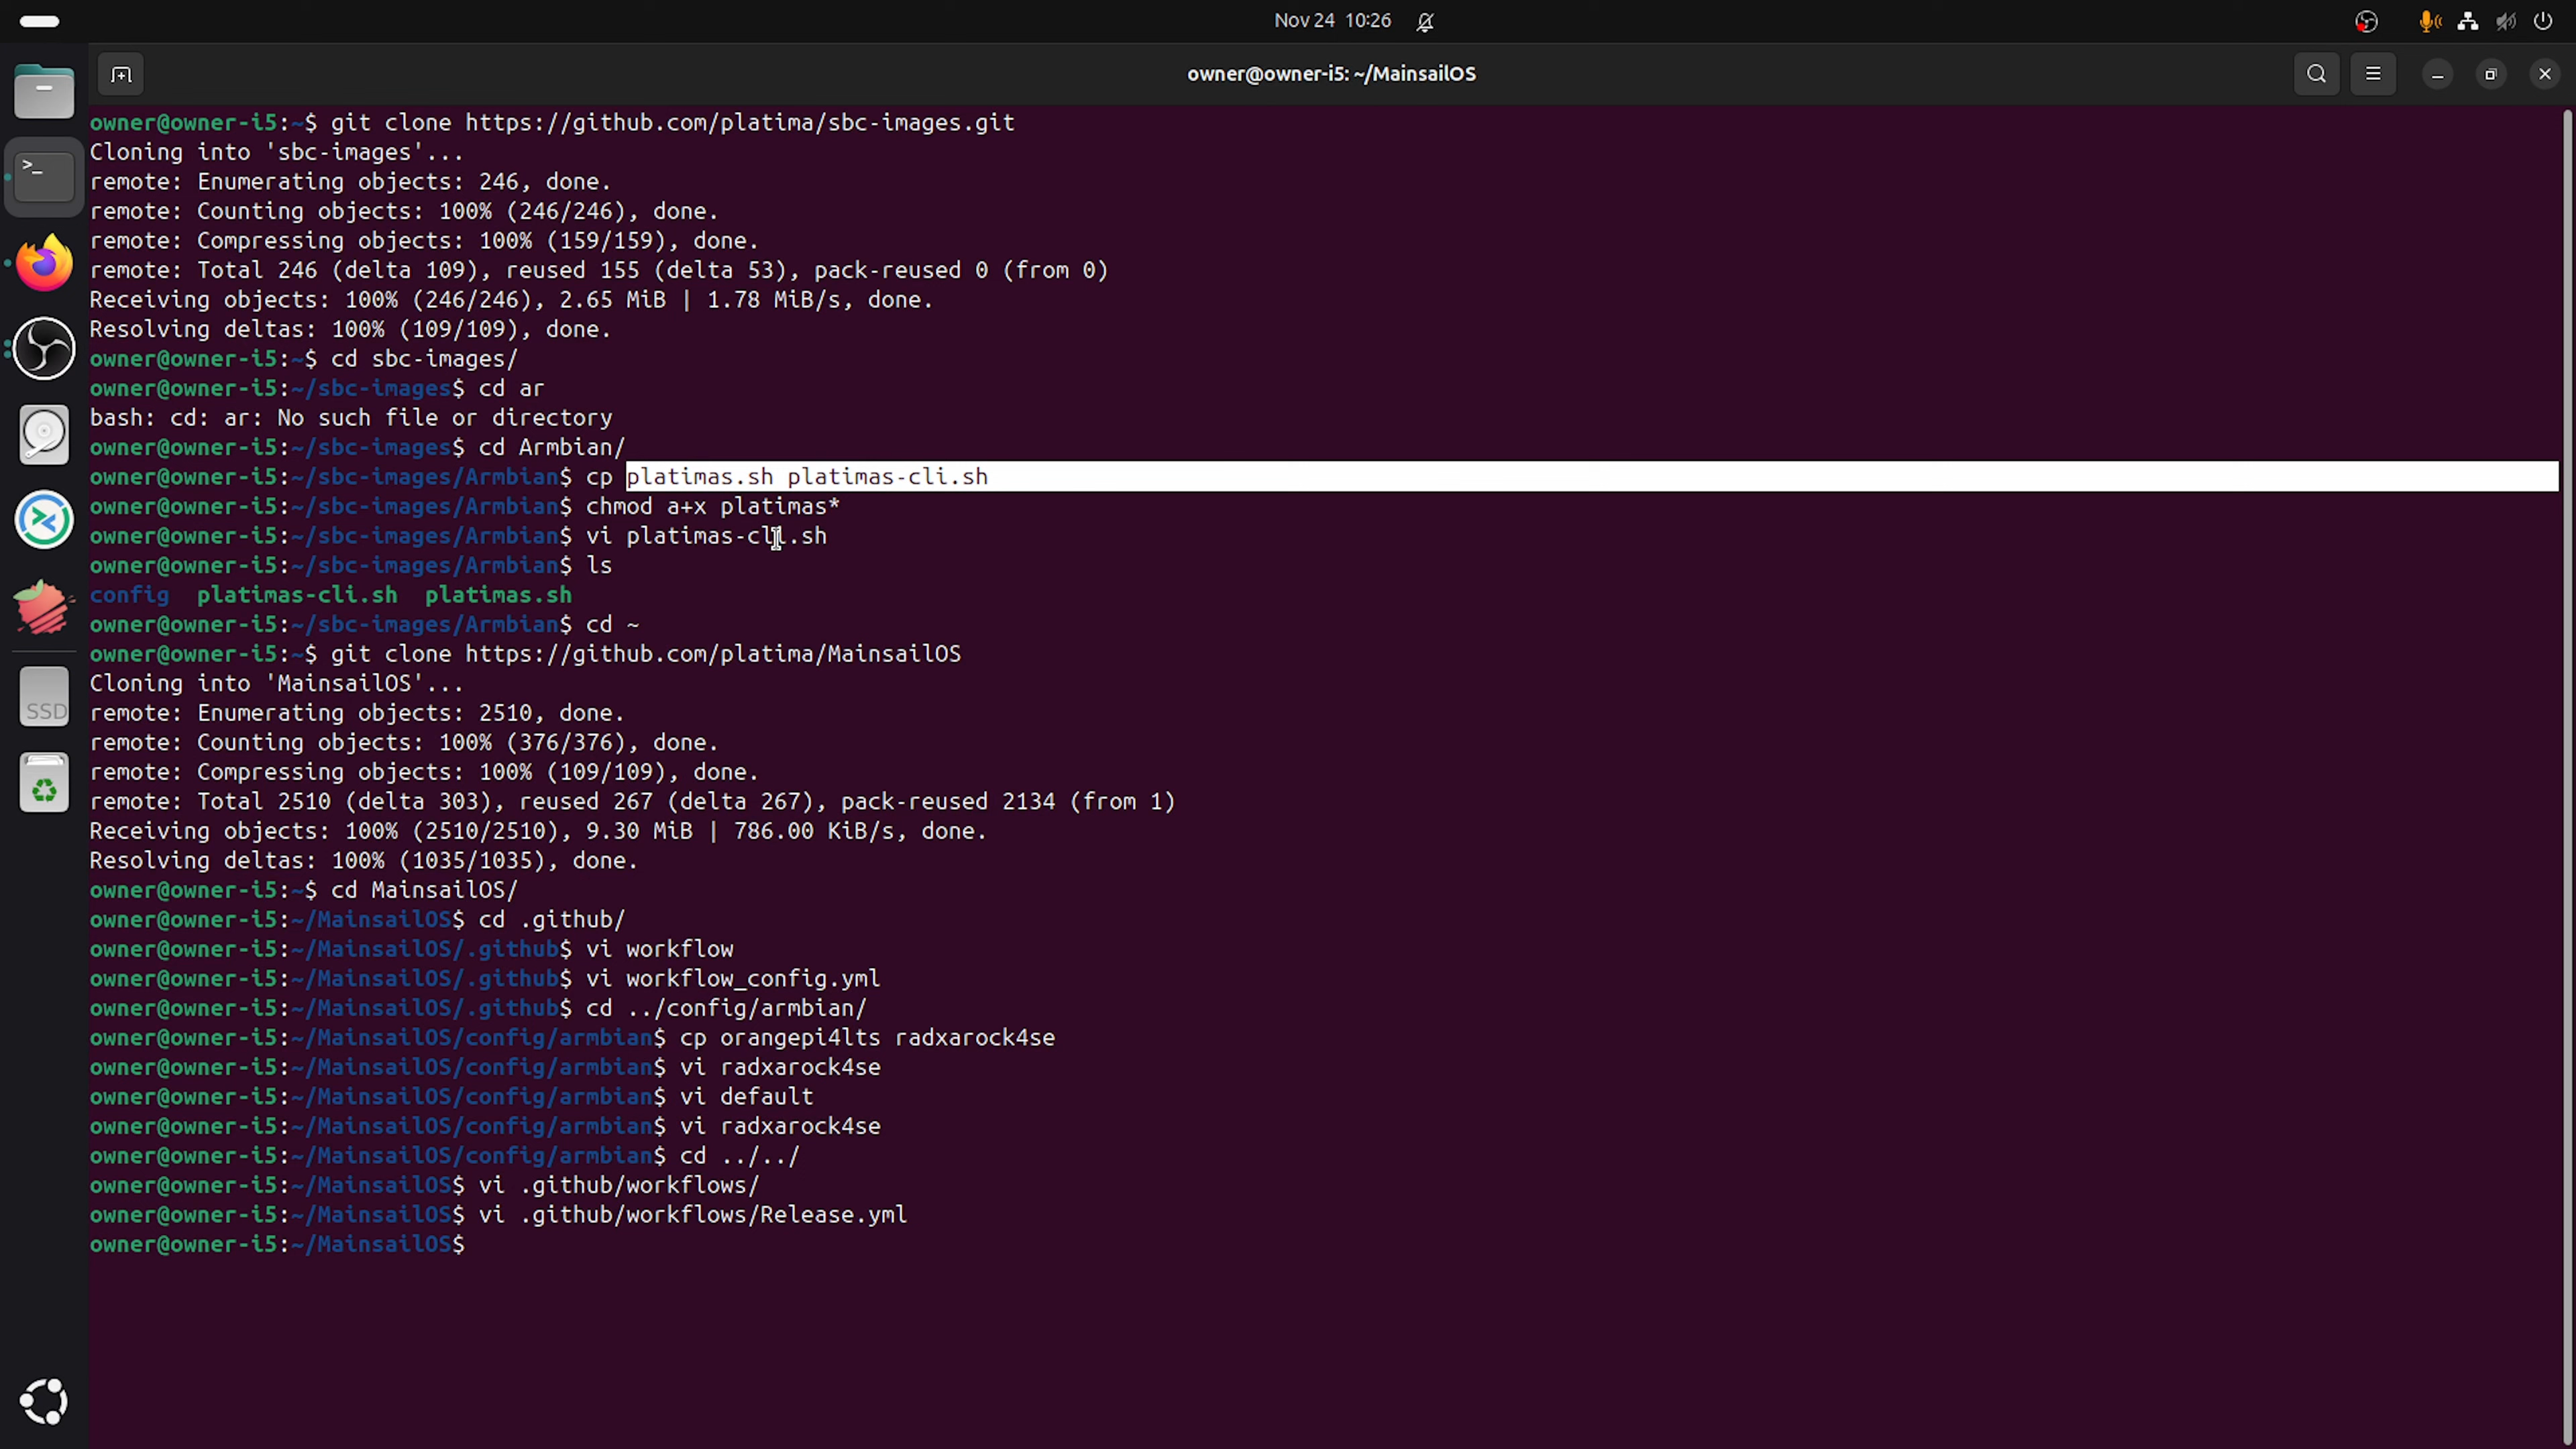 Nov 24 10:26
owner@owner-i5: ~/MainsailOS
owner@owner-i5:~$ git clone https://github.com/platima/sbc-images.git
Cloning into 'sbc-images'...
remote: Enumerating objects: 246, done.
remote: Counting objects: 100% (246/246), done.
remote: Compressing objects: 100% (159/159), done.
remote: Total 246 (delta 109), reused 155 (delta 53), pack-reused 0 (from 0)
Receiving objects: 100% (246/246), 2.65 MiB | 1.78 MiB/s, done.
Resolving deltas: 100% (109/109), done.
owner@owner-i5:~$ cd sbc-images/
owner@owner-i5:~/sbc-images$ cd ar
bash: cd: ar: No such file or directory
owner@owner-i5:~/sbc-images$ cd Armbian/
owner@owner-i5:~/sbc-images/Armbian$ cp platimas.sh platimas-cli.sh
owner@owner-i5:~/sbc-images/Armbian$ chmod a+x platimas*
owner@owner-i5:~/sbc-images/Armbian$ vi platimas-cli.sh
owner@owner-i5:~/sbc-images/Armbian$ ls
config  platimas-cli.sh  platimas.sh
owner@owner-i5:~/sbc-images/Armbian$ cd ~
owner@owner-i5:~$ git clone https://github.com/platima/MainsailOS
Cloning into 'MainsailOS'...
remote: Enumerating objects: 2510, done.
remote: Counting objects: 100% (376/376), done.
remote: Compressing objects: 100% (109/109), done.
remote: Total 2510 (delta 303), reused 267 (delta 267), pack-reused 2134 (from 1)
Receiving objects: 100% (2510/2510), 9.30 MiB | 786.00 KiB/s, done.
Resolving deltas: 100% (1035/1035), done.
owner@owner-i5:~$ cd MainsailOS/
owner@owner-i5:~/MainsailOS$ cd .github/
owner@owner-i5:~/MainsailOS/.github$ vi workflow
owner@owner-i5:~/MainsailOS/.github$ vi workflow_config.yml
owner@owner-i5:~/MainsailOS/.github$ cd ../config/armbian/
owner@owner-i5:~/MainsailOS/config/armbian$ cp orangepi4lts radxarock4se
owner@owner-i5:~/MainsailOS/config/armbian$ vi radxarock4se
owner@owner-i5:~/MainsailOS/config/armbian$ vi default
owner@owner-i5:~/MainsailOS/config/armbian$ vi radxarock4se
owner@owner-i5:~/MainsailOS/config/armbian$ cd ../../
owner@owner-i5:~/MainsailOS$ vi .github/workflows/
owner@owner-i5:~/MainsailOS$ vi .github/workflows/Release.yml
owner@owner-i5:~/MainsailOS$
SSD